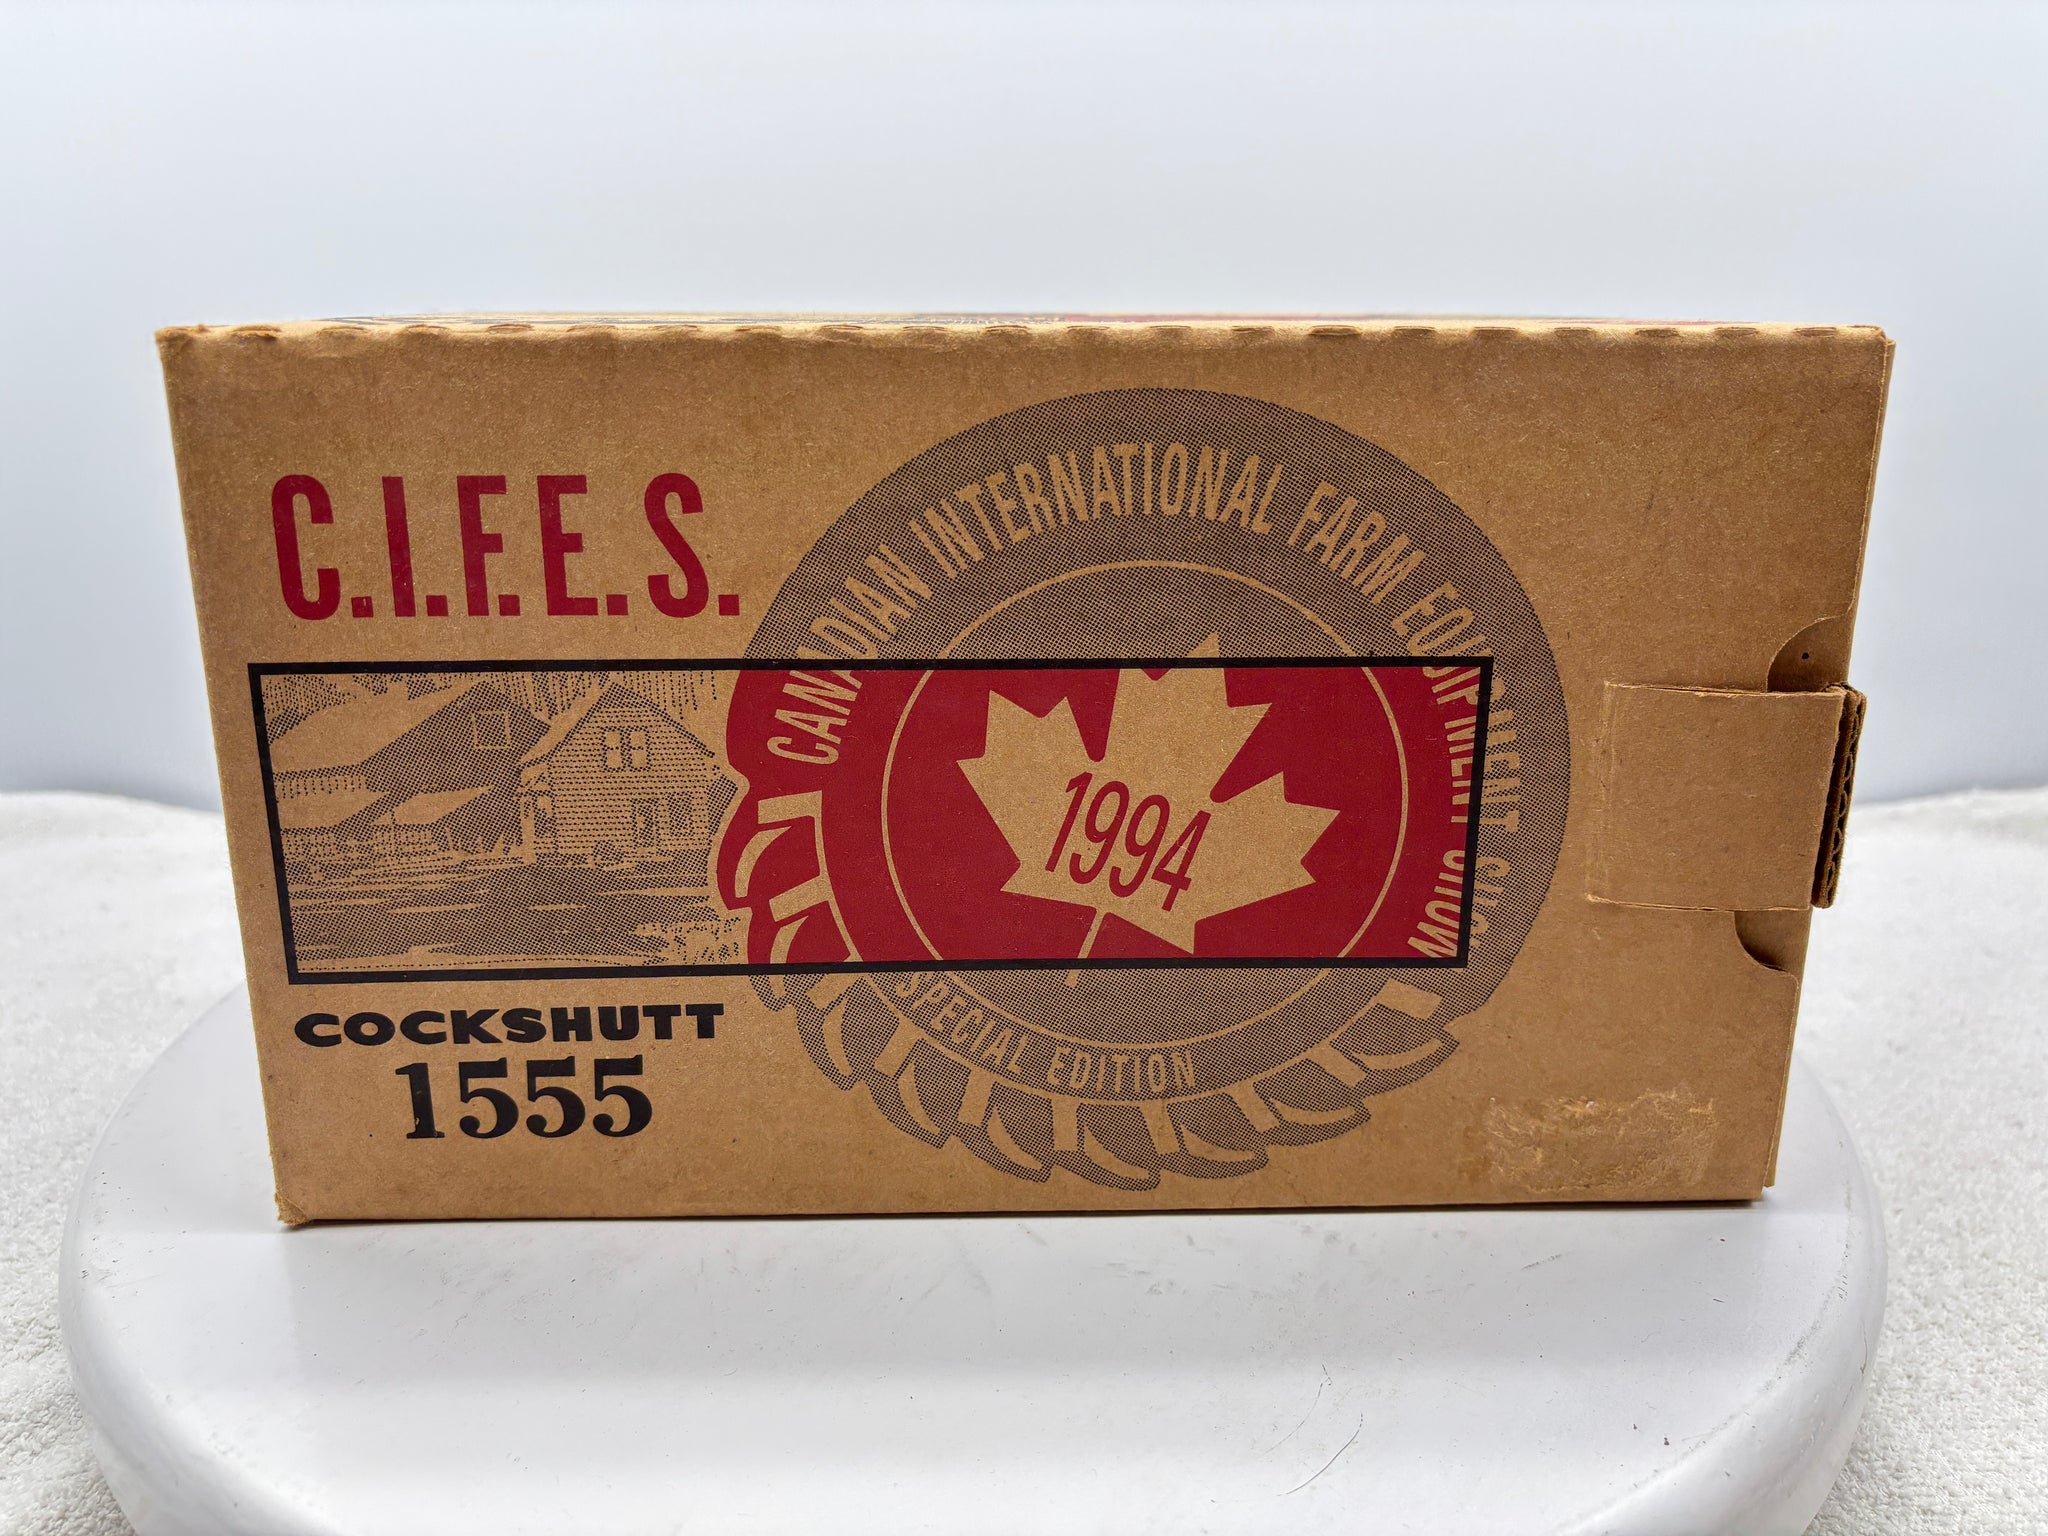 C.I.F.E.S.
CANADIAN INTERNATIONAL FARM EQUIPMENT SHOW
1994
SPECIAL EDITION
COCKSHUTT
1555